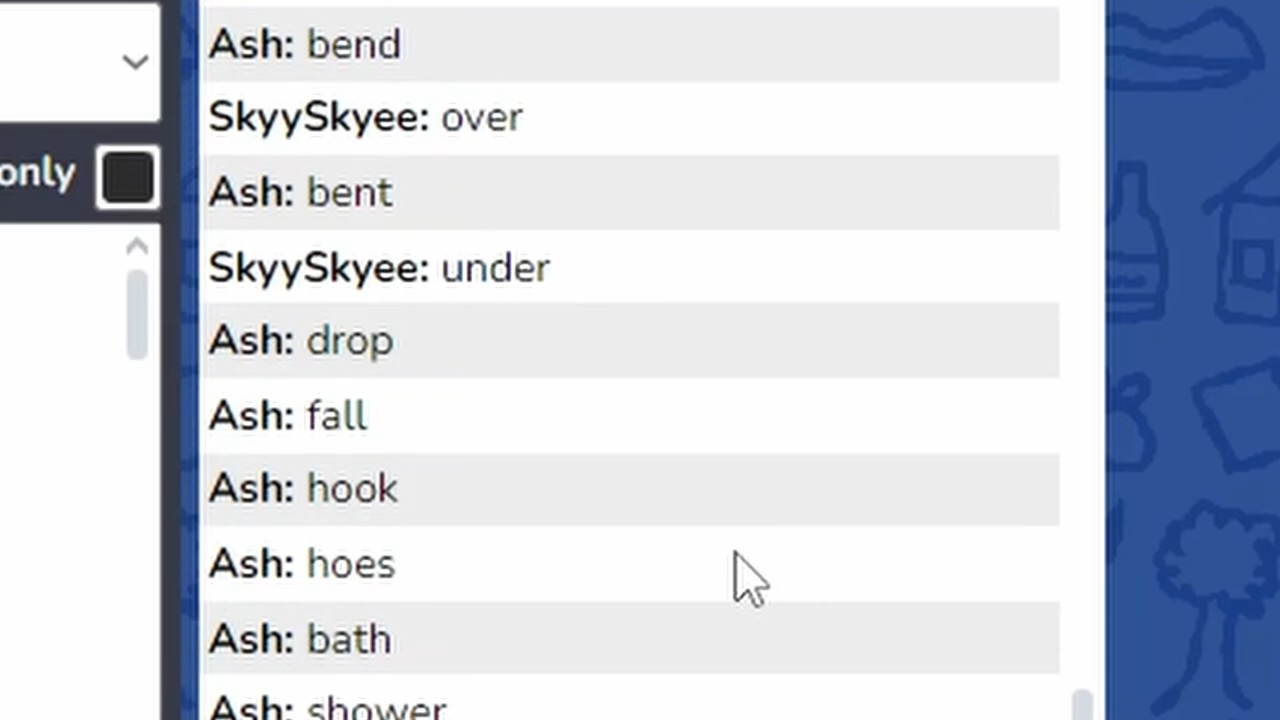 Ash: bend
SkyySkyee: over
only
Ash: bent
SkyySkyee: under
Ash: drop
Ash: fall
Ash: hook
Ash: hoes
Ash: bath
Ash: shower